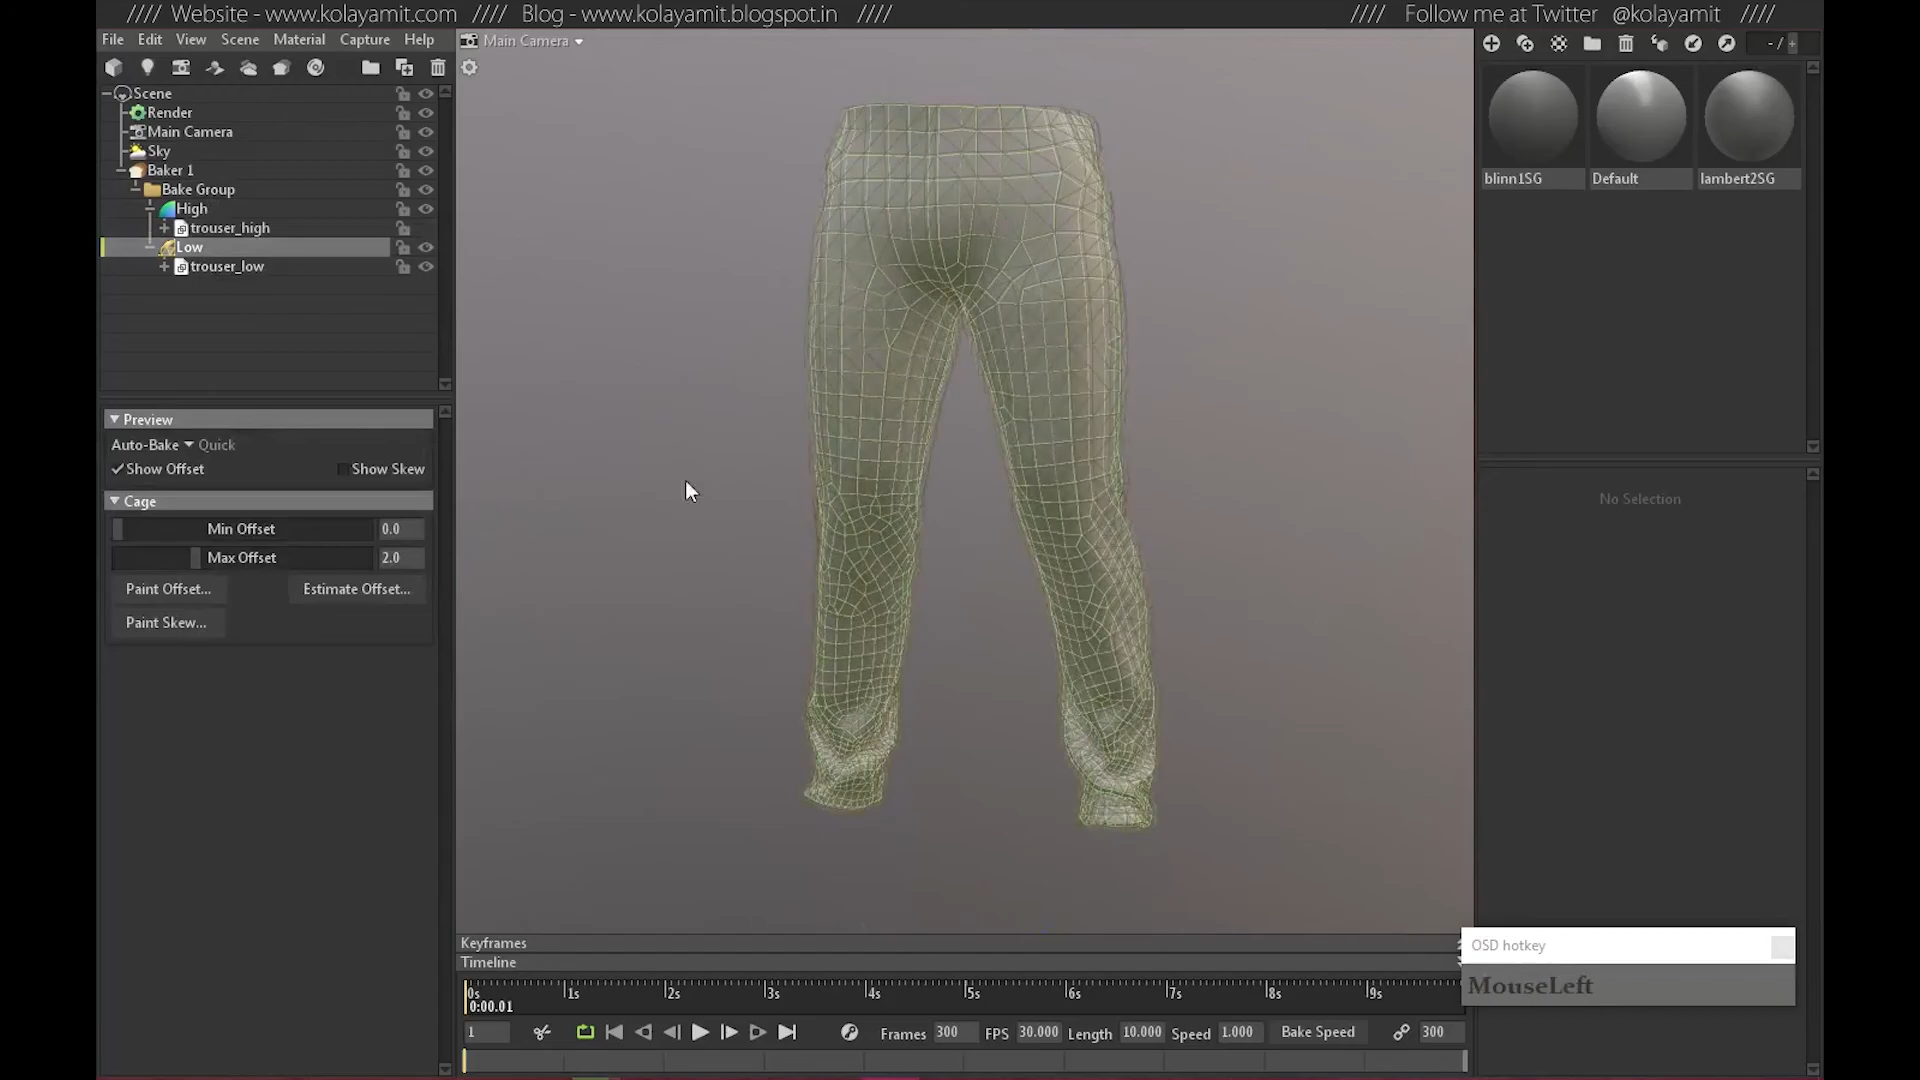 //// Website - www.kolayamit.com //// Blog - www.kolayamit.blogspot.in //// //// Follow me at Twitter @kolayamit ////
File Edit View Scene Material Capture Help
Main Camera
- / +
Scene
Render
Main Camera
Sky
Baker 1
Bake Group
High
trouser_high
Low
trouser_low
blinn1SG Default lambert2SG
Preview
Auto-Bake Quick
Show Offset Show Skew
Cage
Min Offset 0.0
Max Offset 2.0
Paint Offset... Estimate Offset...
Paint Skew...
No Selection
Keyframes
Timeline
0s 1s 2s 3s 4s 5s 6s 7s 8s 9s
0:00.01
1 Frames 300 FPS 30.000 Length 10.000 Speed 1.000 Bake Speed 300
OSD hotkey
MouseLeft